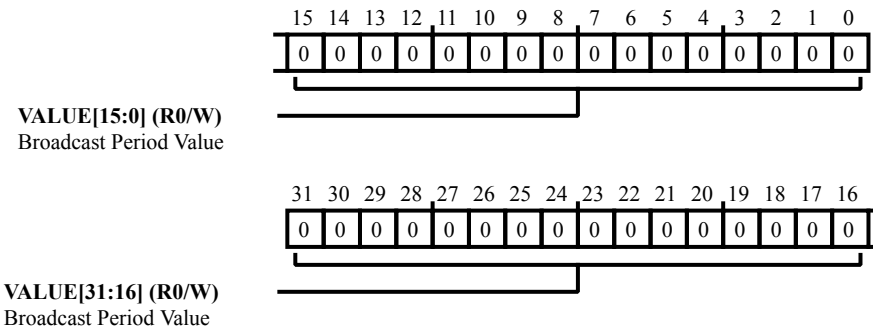 15 14 13 12 11 10 9 8 7 6 5 4 3 2 1 0
0 0 0 0 0 0 0 0 0 0 0 0 0 0 0 0
VALUE[15:0] (R0/W)
Broadcast Period Value
31 30 29 28 27 26 25 24 23 22 21 20 19 18 17 16
0 0 0 0 0 0 0 0 0 0 0 0 0 0 0 0
VALUE[31:16] (R0/W)
Broadcast Period Value